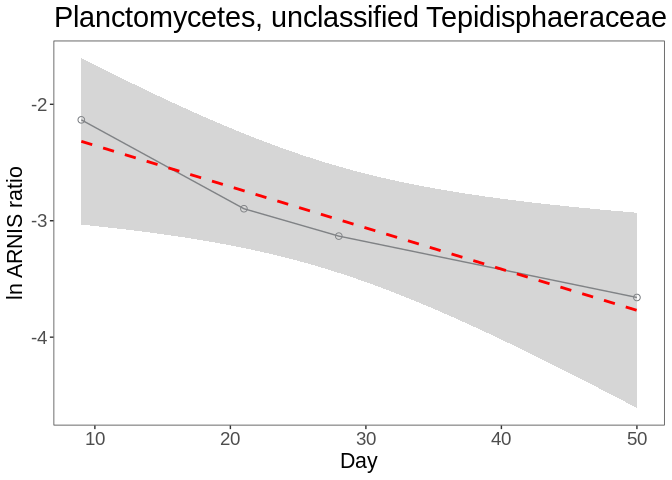 Planctomycetes, unclassified Tepidisphaeraceae
-2
-3
-4
ln ARNIS ratio
10 20 30 40 50
Day